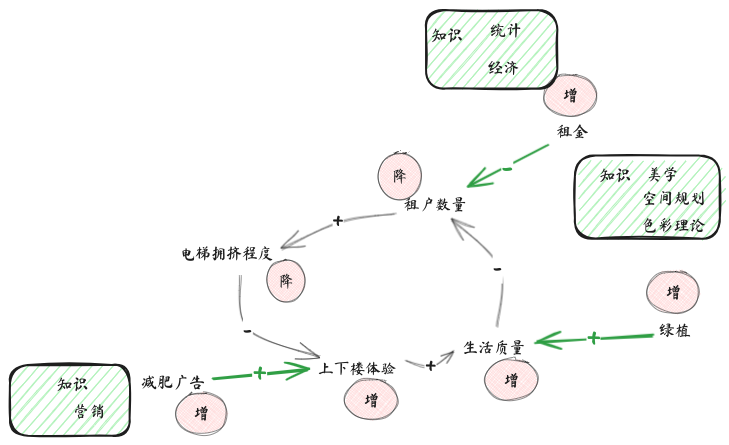 知识 统计
经济
增
租金
知识 美学
空间规划
色彩理论
降
租户数量
-
+
电梯拥挤程度
降
-
-
增
绿植
生活质量
+
增
上下楼体验
+
增
减肥广告
+
增
知识
营销